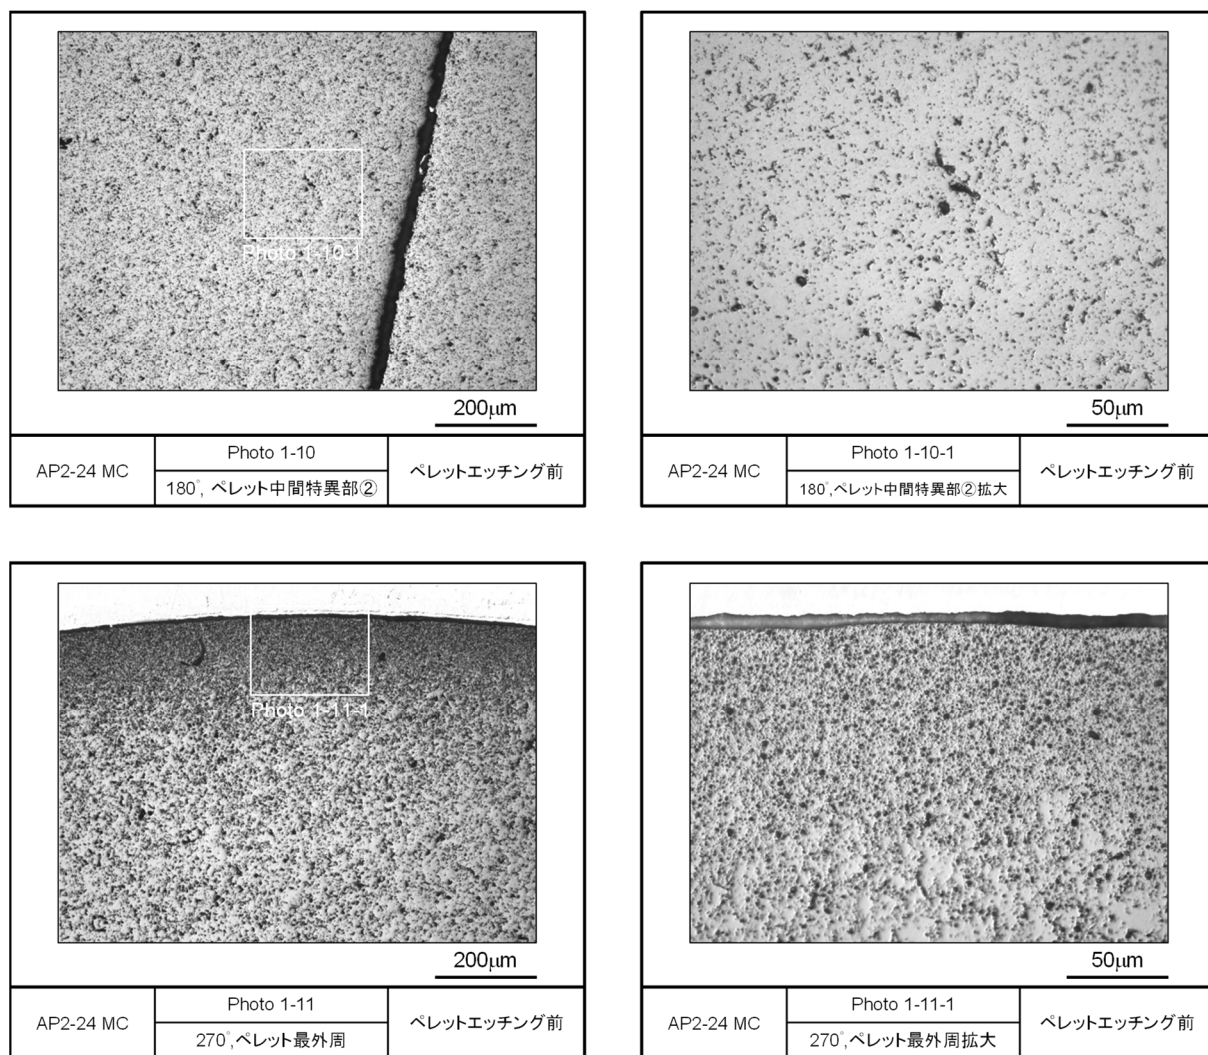 Photo 1-10-1
200μm
AP2-24 MC
Photo 1-10
180°, ペレット中間特異部②
ペレットエッチング前
50μm
AP2-24 MC
Photo 1-10-1
180°,ペレット中間特異部②拡大
ペレットエッチング前
Photo 1-11-1
200μm
AP2-24 MC
Photo 1-11
270°,ペレット最外周
ペレットエッチング前
50μm
AP2-24 MC
Photo 1-11-1
270°,ペレット最外周拡大
ペレットエッチング前